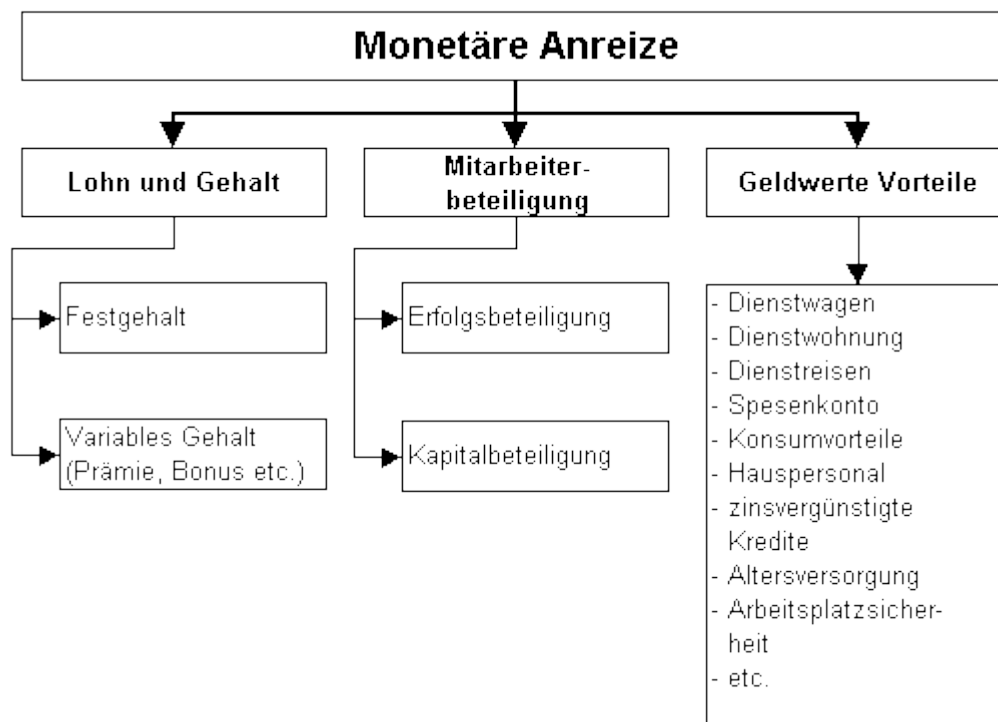 Monetäre Anreize
Lohn und Gehalt
Festgehalt
Variables Gehalt
(Prämie, Bonus etc.)
Mitarbeiter-
beteiligung
Erfolgsbeteiligung
Kapitalbeteiligung
Geldwerte Vorteile
- Dienstwagen
- Dienstwohnung
- Dienstreisen
- Spesenkonto
- Konsumvorteile
- Hauspersonal
- zinsvergünstigte
Kredite
- Altersversorgung
- Arbeitsplatzsicher-
heit
- etc.